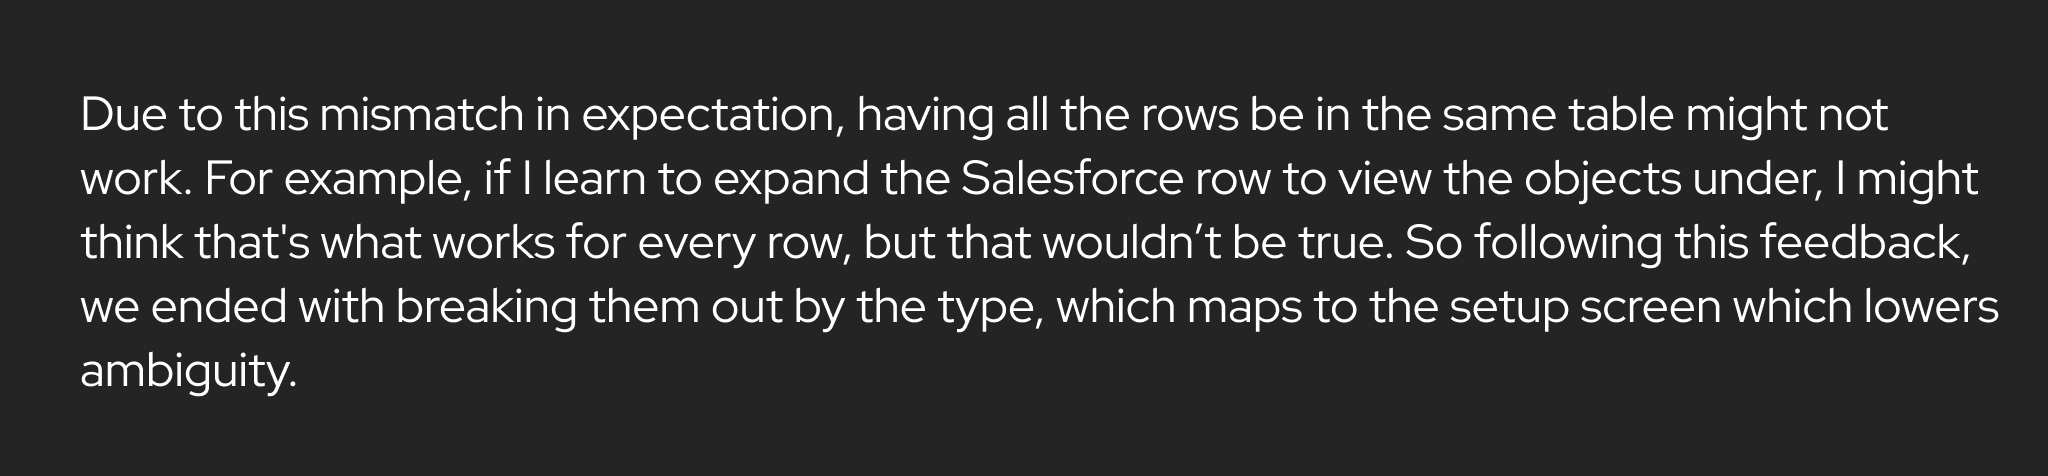 Due to this mismatch in expectation, having all the rows be in the same table might not
work. For example, if I learn to expand the Salesforce row to view the objects under, I might
think that's what works for every row, but that wouldn’t be true. So following this feedback,
we ended with breaking them out by the type, which maps to the setup screen which lowers
ambiguity.